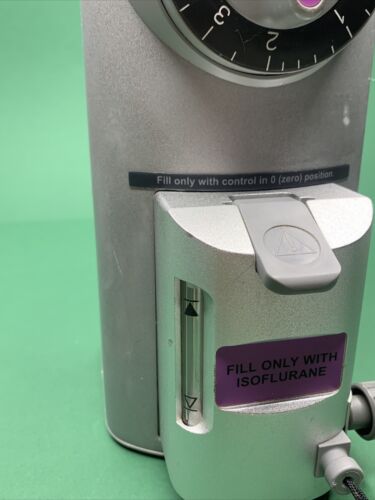 3 2 1
Fill only with control in 0 (zero) position
FILL ONLY WITH
ISOFLURANE